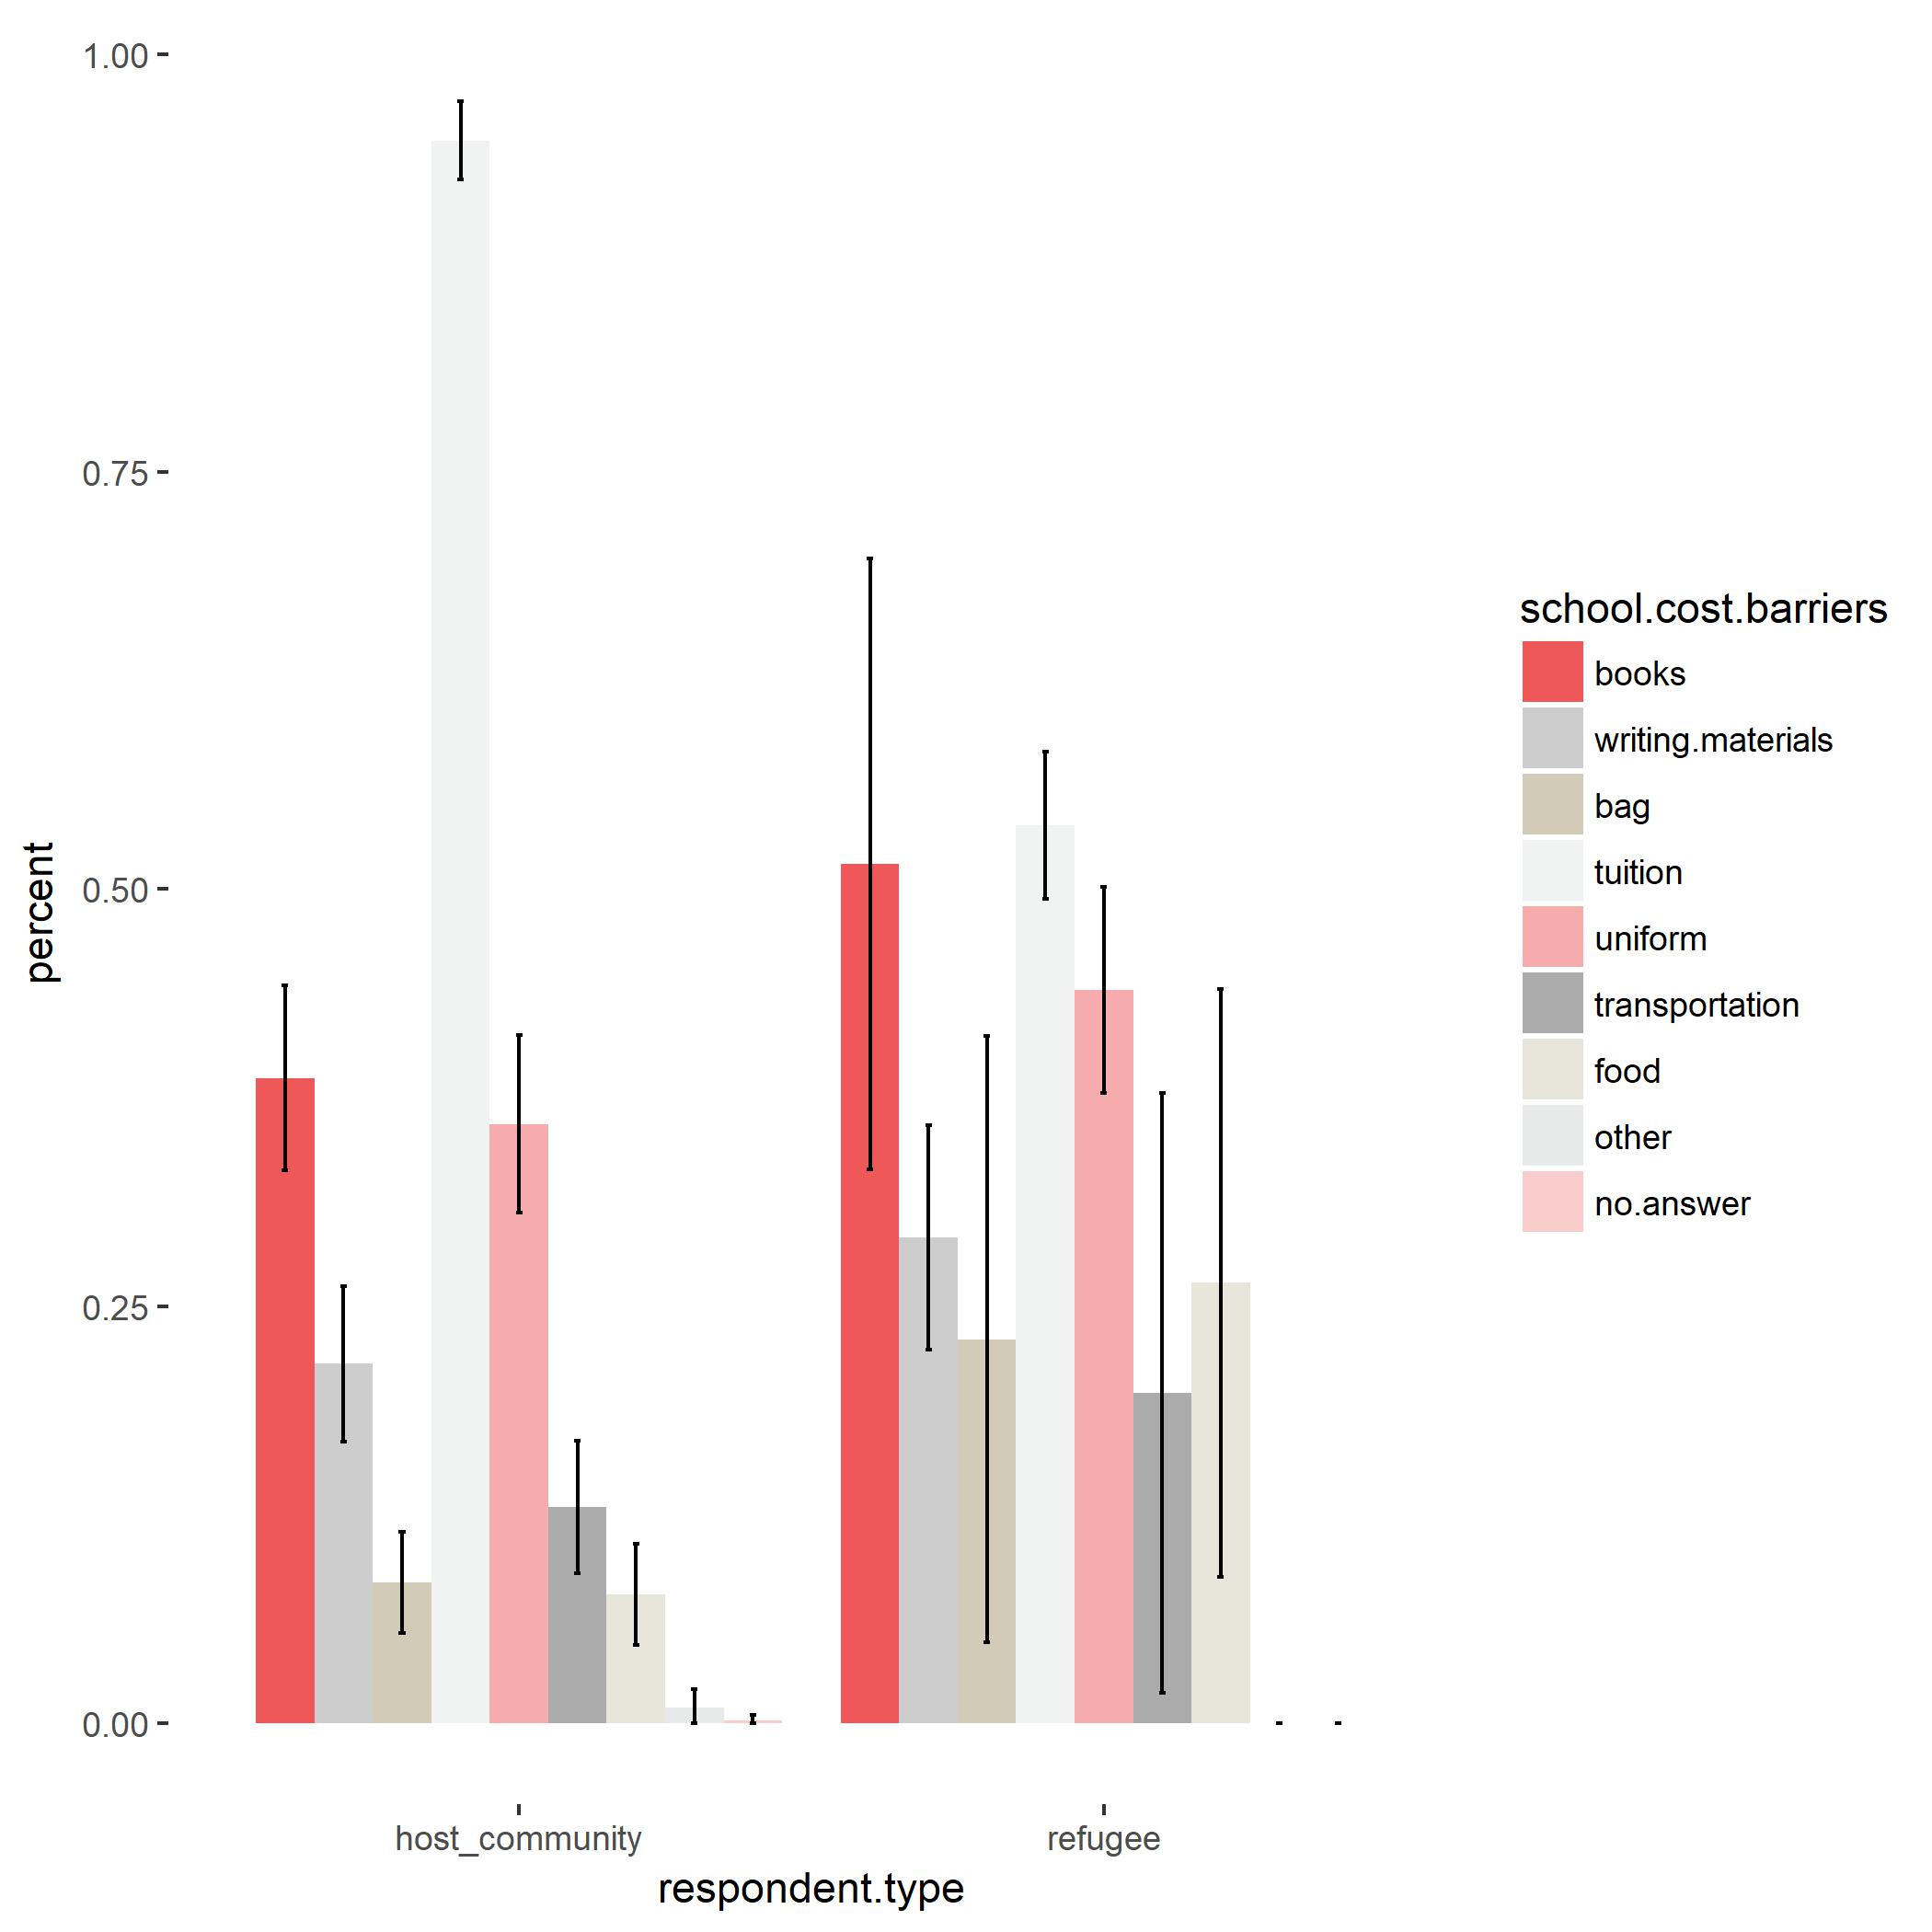 1.00
0.75
0.50
0.25
0.00
percent
host_community
refugee
respondent.type
school.cost.barriers
books
writing.materials
bag
tuition
uniform
transportation
food
other
no.answer